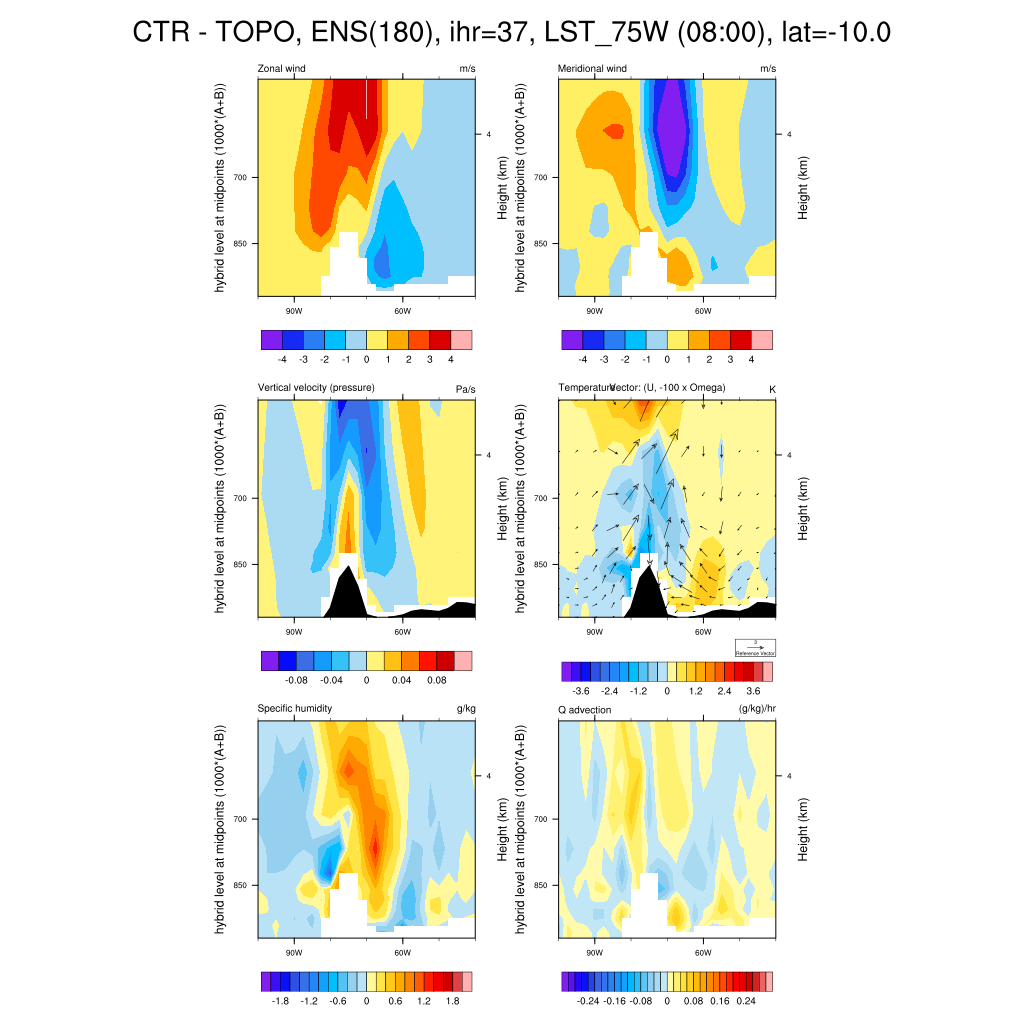 CTR - TOPO, ENS(180), ihr=37, LST_75W (08:00), lat=-10.0
Zonal wind m/s
hybrid level at midpoints (1000*(A+B))
700
850
4
Height (km)
90W 60W
-4 -3 -2 -1 0 1 2 3 4
Meridional wind m/s
hybrid level at midpoints (1000*(A+B))
700
850
4
Height (km)
90W 60W
-4 -3 -2 -1 0 1 2 3 4
Vertical velocity (pressure) Pa/s
hybrid level at midpoints (1000*(A+B))
700
850
4
Height (km)
90W 60W
-0.08 -0.04 0 0.04 0.08
Temperature Vector: (U, -100 x Omega) K
hybrid level at midpoints (1000*(A+B))
700
850
4
Height (km)
90W 60W
3
Reference Vector
-3.6 -2.4 -1.2 0 1.2 2.4 3.6
Specific humidity g/kg
hybrid level at midpoints (1000*(A+B))
700
850
4
Height (km)
90W 60W
-1.8 -1.2 -0.6 0 0.6 1.2 1.8
Q advection (g/kg)/hr
hybrid level at midpoints (1000*(A+B))
700
850
4
Height (km)
90W 60W
-0.24 -0.16 -0.08 0 0.08 0.16 0.24